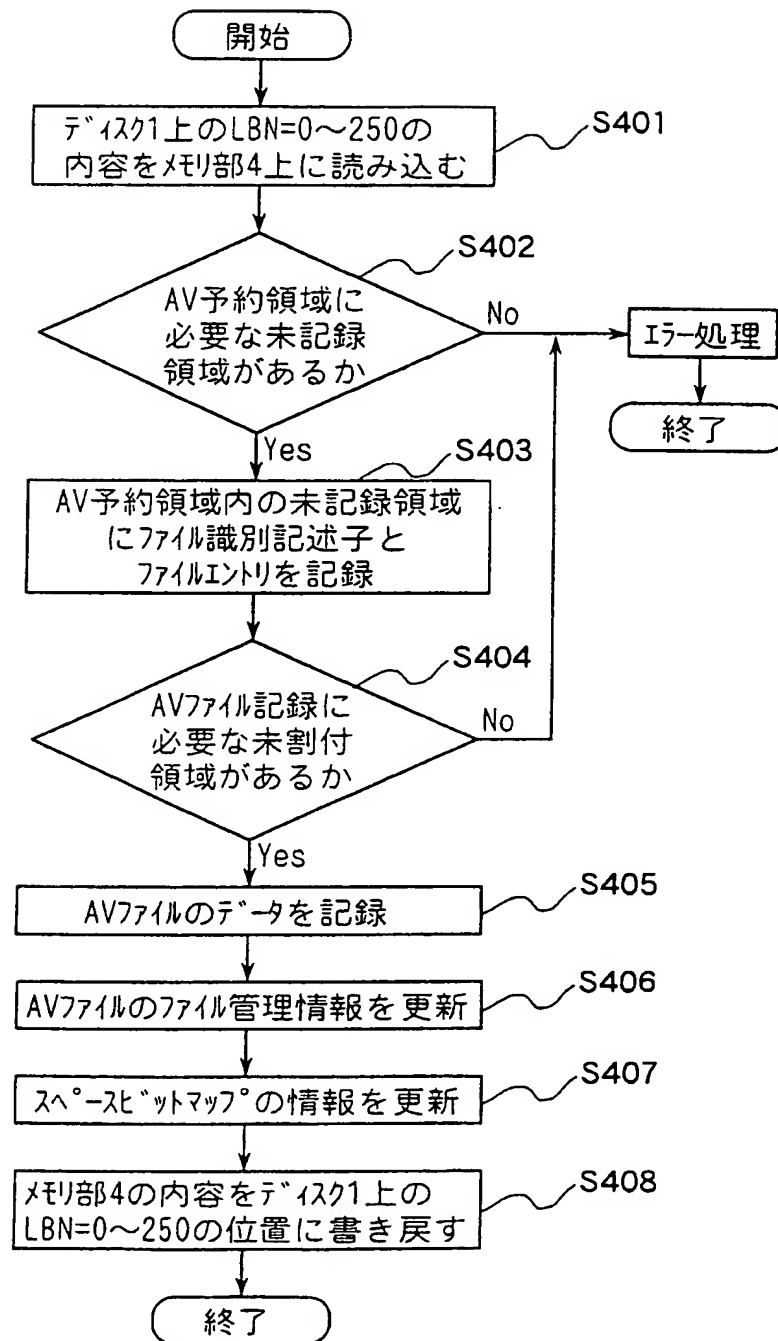 開始
ﾃﾞｨｽｸ1上のLBN=0～250の
内容をﾒﾓﾘ部4上に読み込む
S401
S402
AV予約領域に
必要な未記録
領域があるか
No
ｴﾗｰ処理
終了
Yes
S403
AV予約領域内の未記録領域
にﾌｧｲﾙ識別記述子と
ﾌｧｲﾙｴﾝﾄﾘを記録
S404
AVﾌｧｲﾙ記録に
必要な未割付
領域があるか
No
Yes
S405
AVﾌｧｲﾙのﾃﾞｰﾀを記録
S406
AVﾌｧｲﾙのﾌｧｲﾙ管理情報を更新
S407
ｽﾍﾟｰｽﾋﾞｯﾄﾏｯﾌﾟの情報を更新
S408
ﾒﾓﾘ部4の内容をﾃﾞｨｽｸ1上の
LBN=0～250の位置に書き戻す
終了